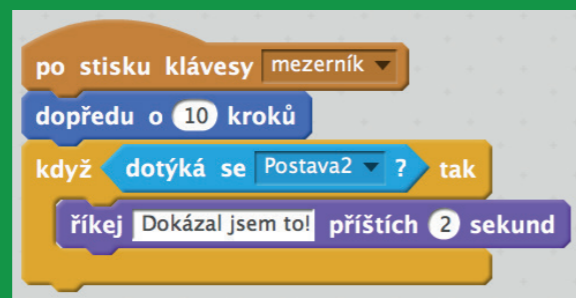 po stisku klávesy mezerník
dopředu o 10 kroků
když dotýká se Postava2 ? tak
říkej Dokázal jsem to! příštích 2 sekund